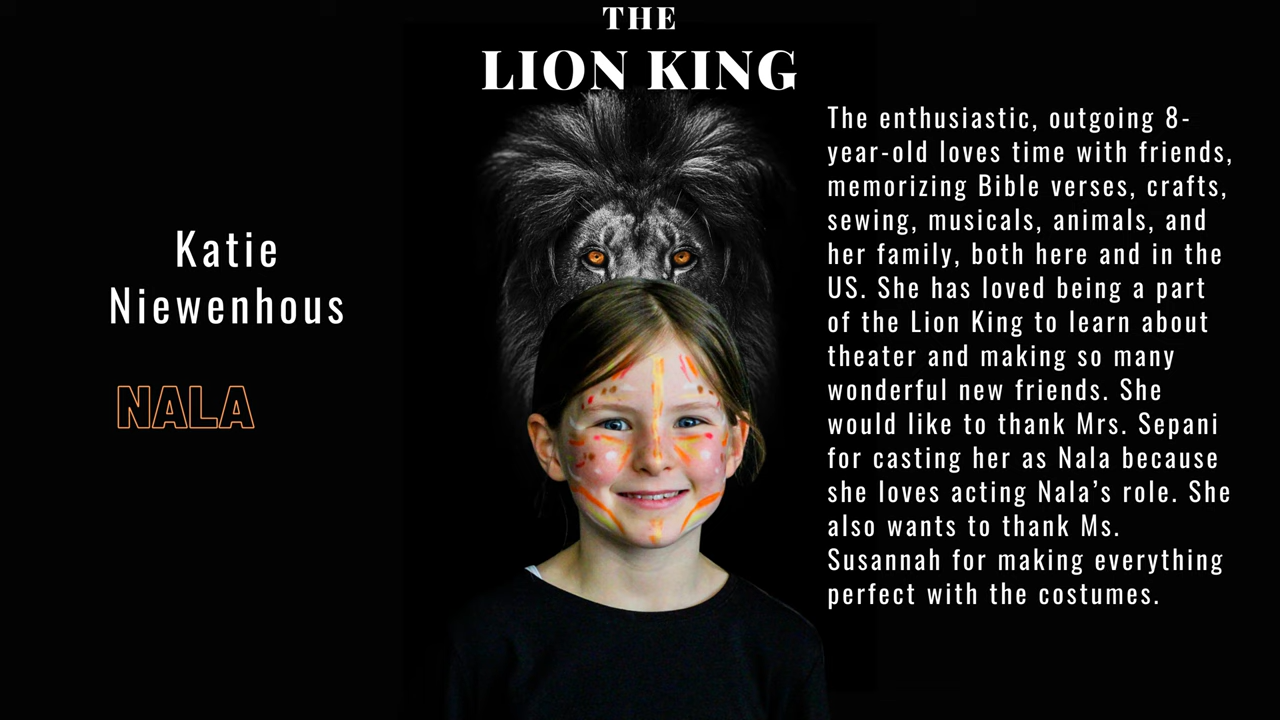 THE
LION KING
Katie
Niewenhous
NALA
The enthusiastic, outgoing 8-
year-old loves time with friends,
memorizing Bible verses, crafts,
sewing, musicals, animals, and
her family, both here and in the
US. She has loved being a part
of the Lion King to learn about
theater and making so many
wonderful new friends. She
would like to thank Mrs. Sepani
for casting her as Nala because
she loves acting Nala’s role. She
also wants to thank Ms.
Susannah for making everything
perfect with the costumes.